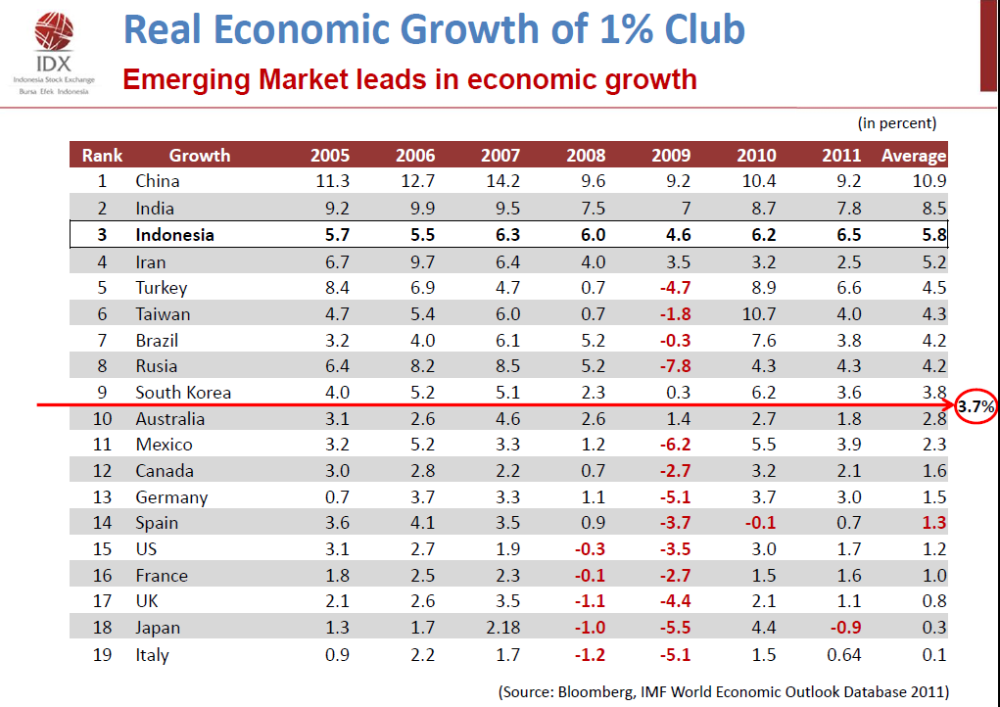 IDX
Indonesia Stock Exchange
Bursa Efek Indonesia
Real Economic Growth of 1% Club
Emerging Market leads in economic growth
(in percent)
Rank Growth 2005 2006 2007 2008 2009 2010 2011 Average
1 China 11.3 12.7 14.2 9.6 9.2 10.4 9.2 10.9
2 India 9.2 9.9 9.5 7.5 7 8.7 7.8 8.5
3 Indonesia 5.7 5.5 6.3 6.0 4.6 6.2 6.5 5.8
4 Iran 6.7 9.7 6.4 4.0 3.5 3.2 2.5 5.2
5 Turkey 8.4 6.9 4.7 0.7 -4.7 8.9 6.6 4.5
6 Taiwan 4.7 5.4 6.0 0.7 -1.8 10.7 4.0 4.3
7 Brazil 3.2 4.0 6.1 5.2 -0.3 7.6 3.8 4.2
8 Rusia 6.4 8.2 8.5 5.2 -7.8 4.3 4.3 4.2
9 South Korea 4.0 5.2 5.1 2.3 0.3 6.2 3.6 3.8
3.7%
10 Australia 3.1 2.6 4.6 2.6 1.4 2.7 1.8 2.8
11 Mexico 3.2 5.2 3.3 1.2 -6.2 5.5 3.9 2.3
12 Canada 3.0 2.8 2.2 0.7 -2.7 3.2 2.1 1.6
13 Germany 0.7 3.7 3.3 1.1 -5.1 3.7 3.0 1.5
14 Spain 3.6 4.1 3.5 0.9 -3.7 -0.1 0.7 1.3
15 US 3.1 2.7 1.9 -0.3 -3.5 3.0 1.7 1.2
16 France 1.8 2.5 2.3 -0.1 -2.7 1.5 1.6 1.0
17 UK 2.1 2.6 3.5 -1.1 -4.4 2.1 1.1 0.8
18 Japan 1.3 1.7 2.18 -1.0 -5.5 4.4 -0.9 0.3
19 Italy 0.9 2.2 1.7 -1.2 -5.1 1.5 0.64 0.1
(Source: Bloomberg, IMF World Economic Outlook Database 2011)